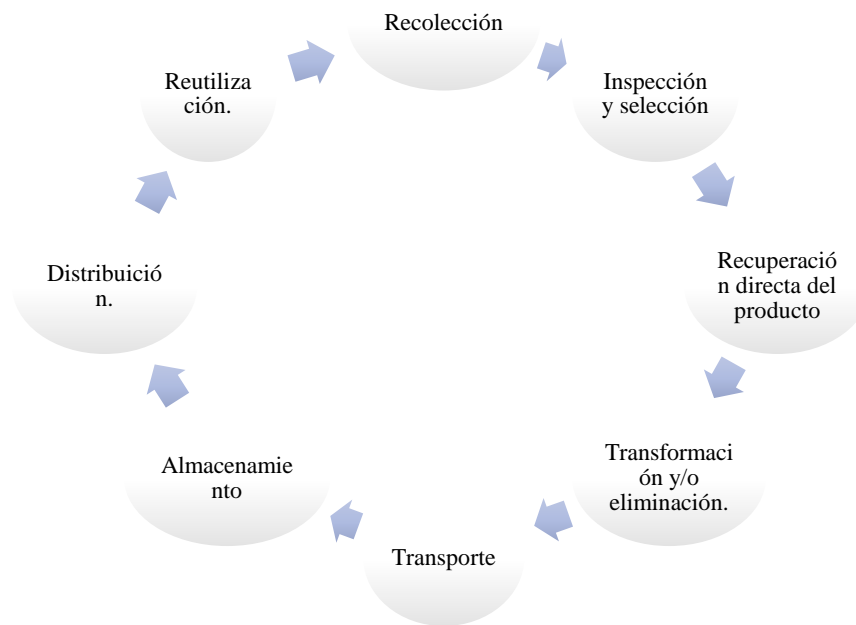 Recolección
Inspección
y selección
Recuperació
n directa del
producto
Transformaci
ón y/o
eliminación.
Transporte
Almacenamie
nto
Distribuició
n.
Reutiliza
ción.